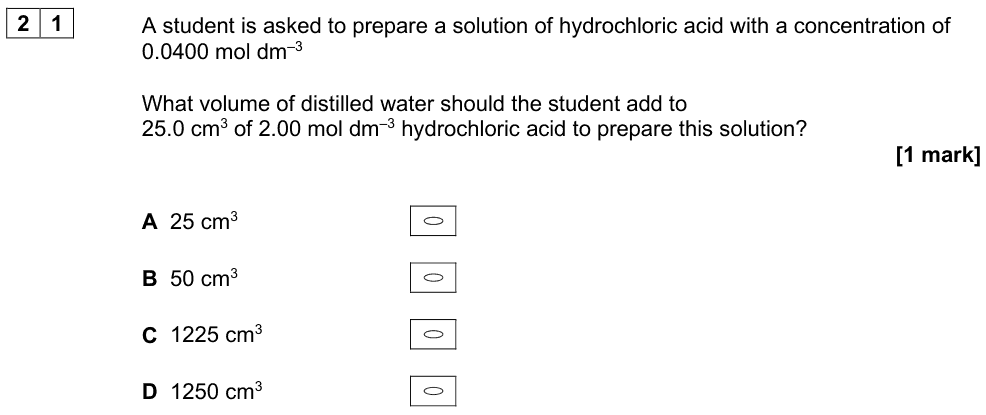 2 1 A student is asked to prepare a solution of hydrochloric acid with a concentration of
0.0400 mol dm⁻³
What volume of distilled water should the student add to
25.0 cm³ of 2.00 mol dm⁻³ hydrochloric acid to prepare this solution?
[1 mark]
A 25 cm³
B 50 cm³
C 1225 cm³
D 1250 cm³